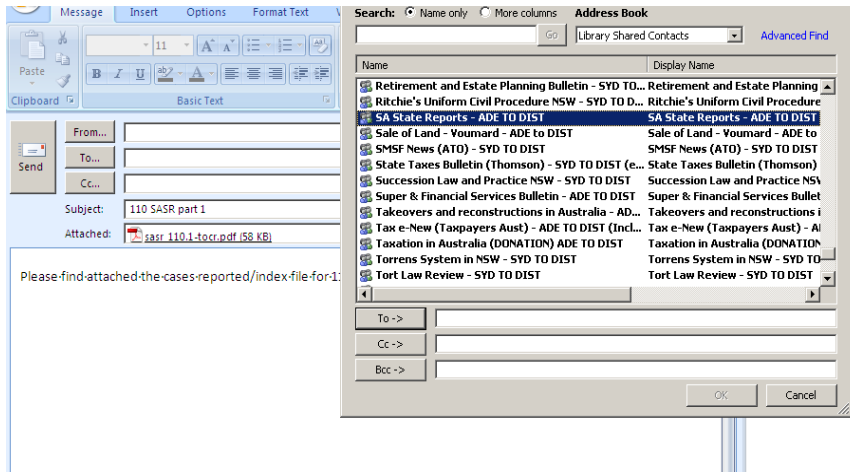 Message Insert Options Format Text
11
Paste
B I U
Clipboard Basic Text
Send
From...
To...
Cc...
Subject: 110 SASR part 1
Attached: sasr 110.1-tocr.pdf (58 KB)
Please·find·attached·the·cases·reported/index·file·for·11
Search: Name only More columns Address Book
Go Library Shared Contacts Advanced Find
Name Display Name
Retirement and Estate Planning Bulletin - SYD TO... Retirement and Estate Planning
Ritchie's Uniform Civil Procedure NSW - SYD TO D... Ritchie's Uniform Civil Procedure
SA State Reports - ADE TO DIST SA State Reports - ADE TO DIST
Sale of Land - Voumard - ADE to DIST Sale of Land - Voumard - ADE to
SMSF News (ATO) - SYD TO DIST SMSF News (ATO) - SYD TO DIST
State Taxes Bulletin (Thomson) - SYD TO DIST (e... State Taxes Bulletin (Thomson)
Succession Law and Practice NSW - SYD TO DIST Succession Law and Practice NSW
Super & Financial Services Bulletin - ADE TO DIST Super & Financial Services Bullet
Takeovers and reconstructions in Australia - AD... Takeovers and reconstructions i
Tax e-New (Taxpayers Aust) - ADE TO DIST (Incl... Tax e-New (Taxpayers Aust) - A
Taxation in Australia (DONATION) ADE TO DIST Taxation in Australia (DONATION
Torrens System in NSW - SYD TO DIST Torrens System in NSW - SYD TO
Tort Law Review - SYD TO DIST Tort Law Review - SYD TO DIST
To ->
Cc ->
Bcc ->
OK Cancel